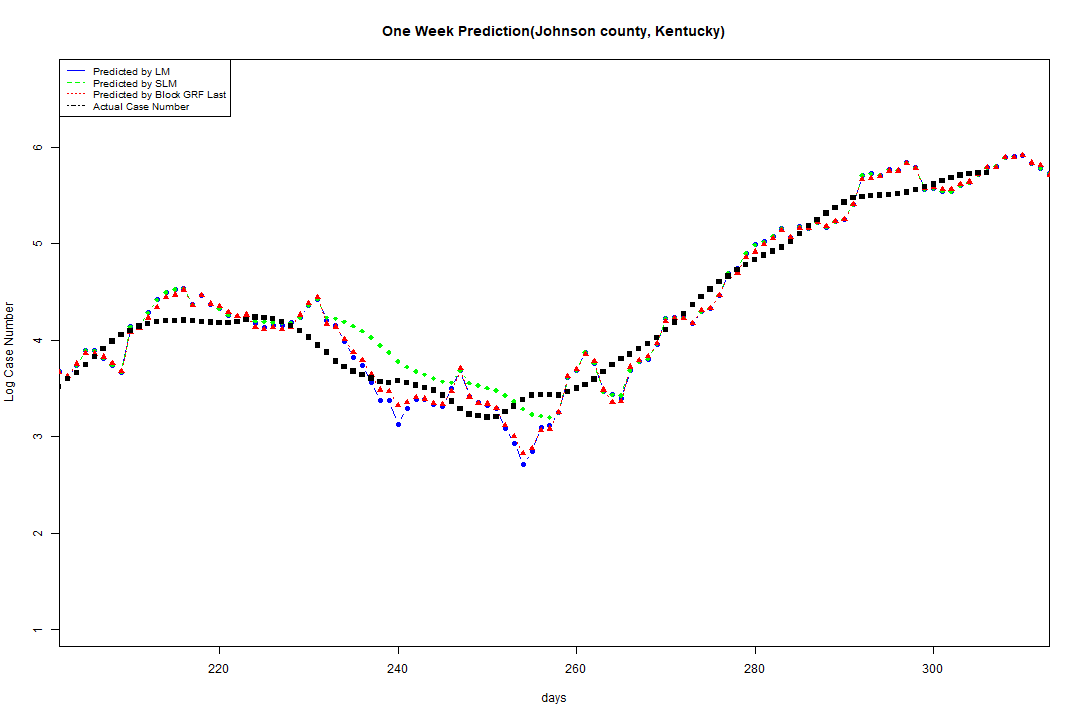 One Week Prediction(Johnson county, Kentucky)
Predicted by LM
Predicted by SLM
Predicted by Block GRF Last
Actual Case Number
Log Case Number
6
5
4
3
2
1
220 240 260 280 300
days